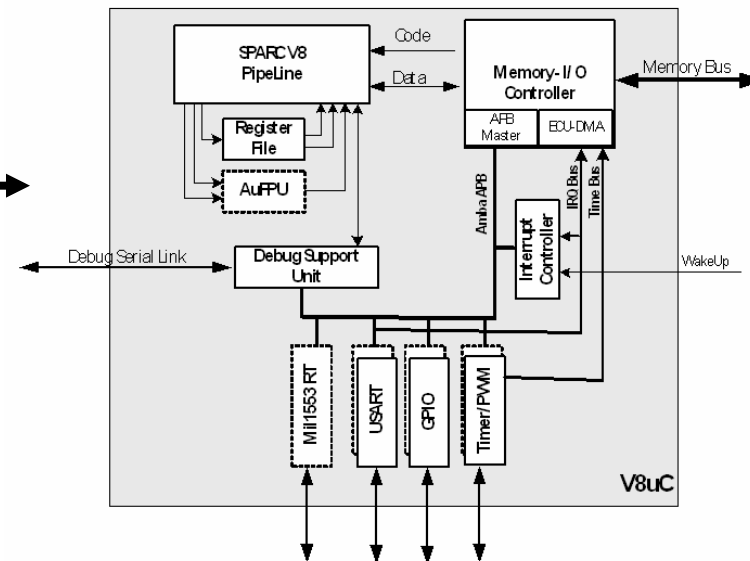 SPARC V8
PipeLine
Code
Data
Memory- I/ O
Controller
AFB
Master
ECU-DMA
Memory Bus
Register
File
AuFPU
Amba APB
IRQ Bus
Time Bus
Interrupt
Controller
WakeUp
Debug Serial Link
Debug Support
Unit
Mil1553 RT
USART
GPIO
Timer/PWM
V8uC